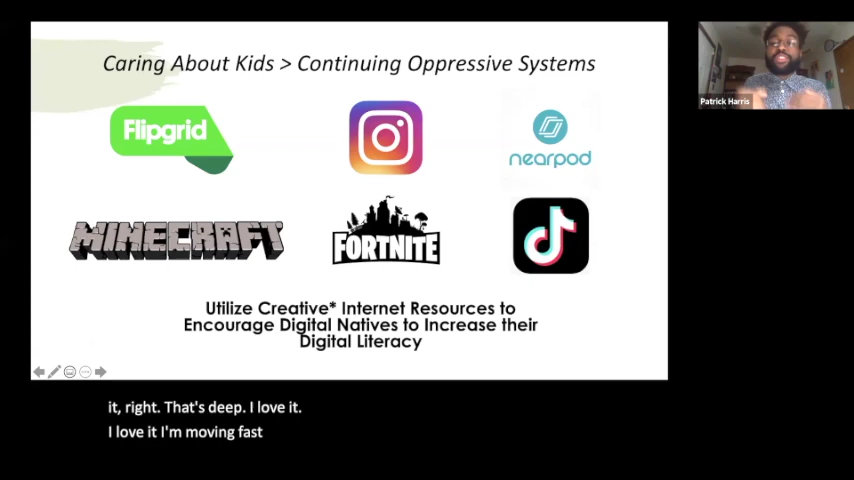 Caring About Kids > Continuing Oppressive Systems
Flipgrid
nearpod
MINECRAFT
FORTNITE
Utilize Creative* Internet Resources to
Encourage Digital Natives to Increase their
Digital Literacy
Patrick Harris
it, right. That's deep. I love it.
I love it I'm moving fast